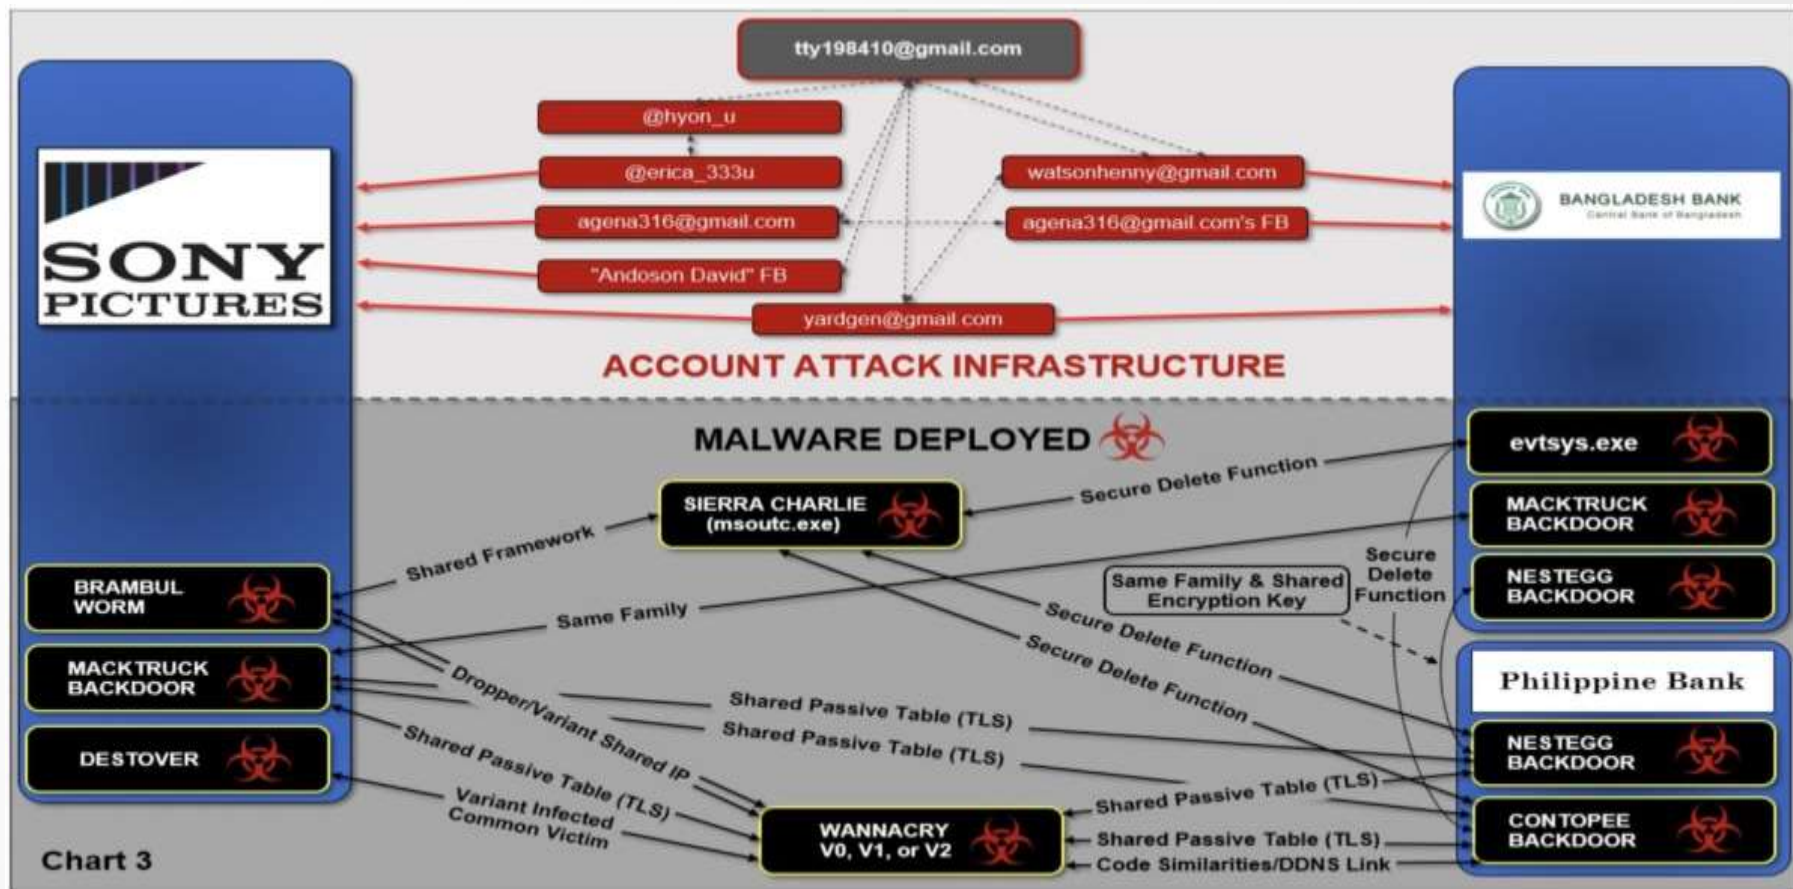 tty198410@gmail.com
@hyon_u
@erica_333u
watsonhenny@gmail.com
agena316@gmail.com
agena316@gmail.com's FB
"Andoson David" FB
yardgen@gmail.com
SONY
PICTURES
BANGLADESH BANK
Central Bank of Bangladesh
ACCOUNT ATTACK INFRASTRUCTURE
MALWARE DEPLOYED
evtsys.exe
Secure Delete Function
SIERRA CHARLIE
(msoutc.exe)
MACKTRUCK
BACKDOOR
Shared Framework
Secure
Delete
Function
Same Family & Shared
Encryption Key
NESTEGG
BACKDOOR
BRAMBUL
WORM
Same Family
Secure Delete Function
Secure Delete Function
MACKTRUCK
BACKDOOR
Philippine Bank
Dropper/Variant Shared IP
Shared Passive Table (TLS)
Shared Passive Table (TLS)
NESTEGG
BACKDOOR
DESTOVER
Shared Passive Table (TLS)
Shared Passive Table (TLS)
Variant Infected
Common Victim
WANNACRY
V0, V1, or V2
Shared Passive Table (TLS)
Code Similarities/DDNS Link
CONTOPEE
BACKDOOR
Chart 3